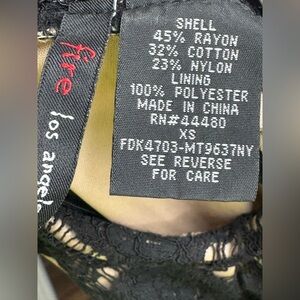 fire
los angele
SHELL
45% RAYON
32% COTTON
23% NYLON
LINING
100% POLYESTER
MADE IN CHINA
RN#44480
XS
FDK4703-MT9637NY
SEE REVERSE
FOR CARE